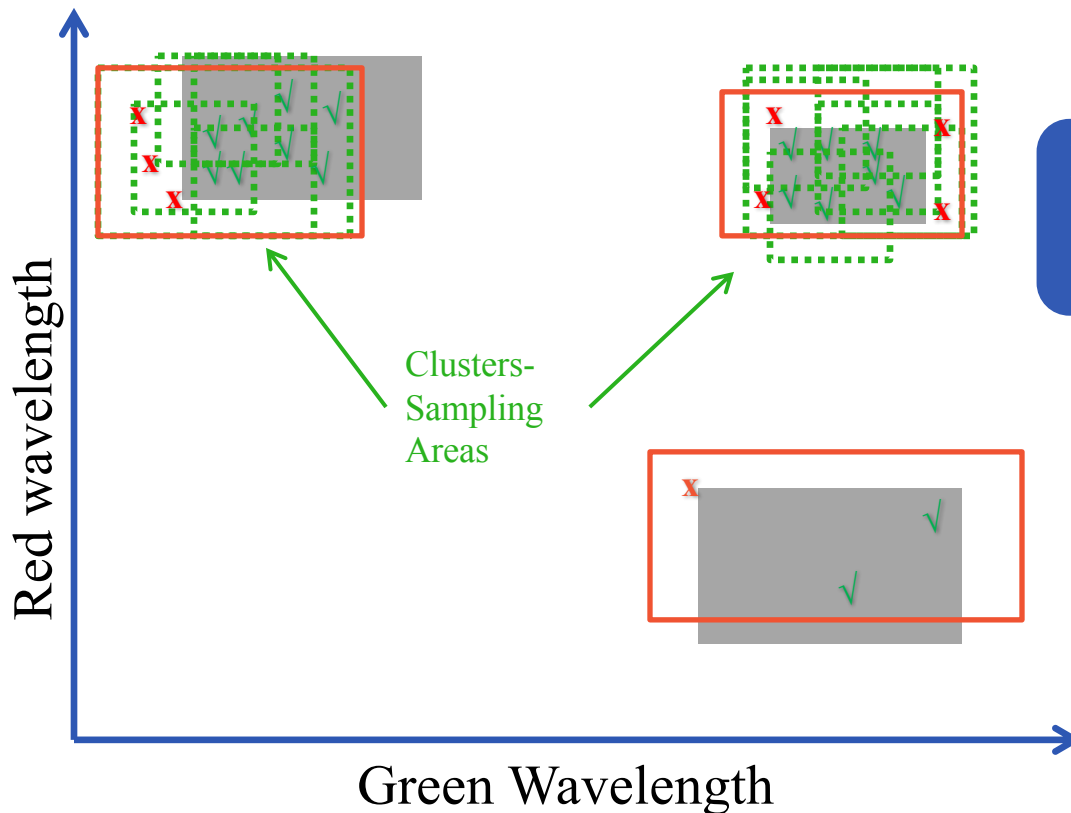 Red wavelength
x
x
x
√
√
√
√
√
√
√
√
x
x
x
x
√
√
√
√
√
√
√
Clusters-
Sampling
Areas
x
√
√
Green Wavelength